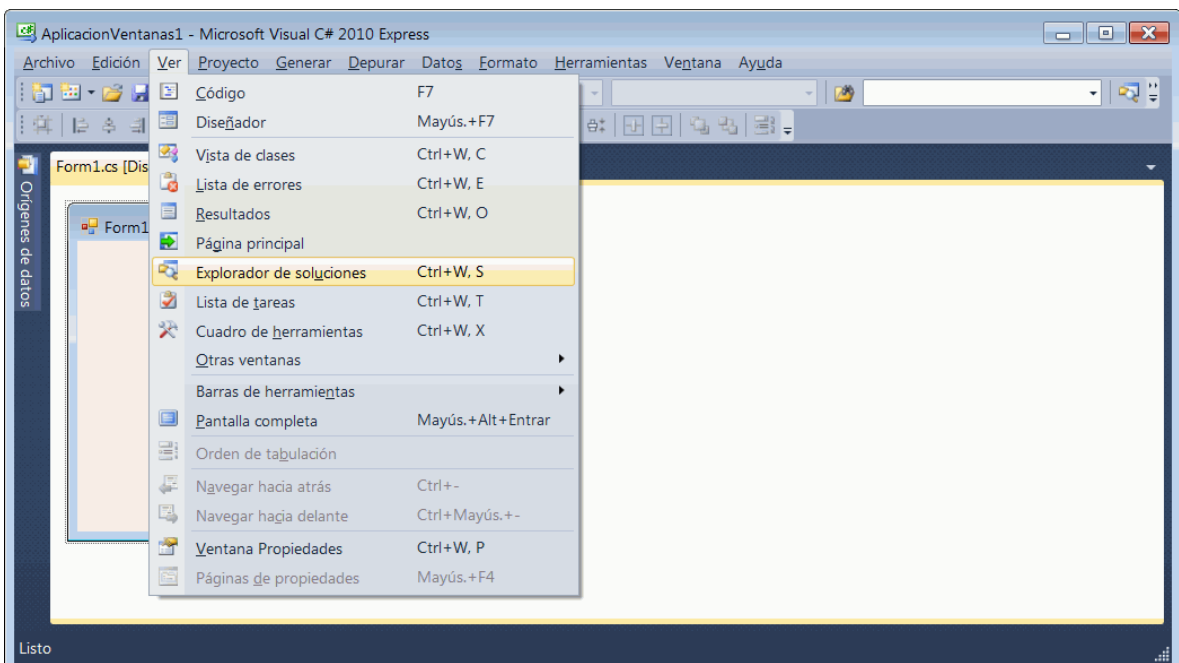 AplicacionVentanas1 - Microsoft Visual C# 2010 Express
Archivo Edición Ver Proyecto Generar Depurar Datos Formato Herramientas Ventana Ayuda
Código F7
Diseñador Mayús.+F7
Form1.cs [Dis
Vista de clases Ctrl+W, C
Lista de errores Ctrl+W, E
Resultados Ctrl+W, O
Form1
Página principal
Explorador de soluciones Ctrl+W, S
Lista de tareas Ctrl+W, T
Cuadro de herramientas Ctrl+W, X
Otras ventanas
Barras de herramientas
Pantalla completa Mayús.+Alt+Entrar
Orden de tabulación
Navegar hacia atrás Ctrl+-
Navegar hacia delante Ctrl+Mayús.+-
Ventana Propiedades Ctrl+W, P
Páginas de propiedades Mayús.+F4
Orígenes de datos
Listo